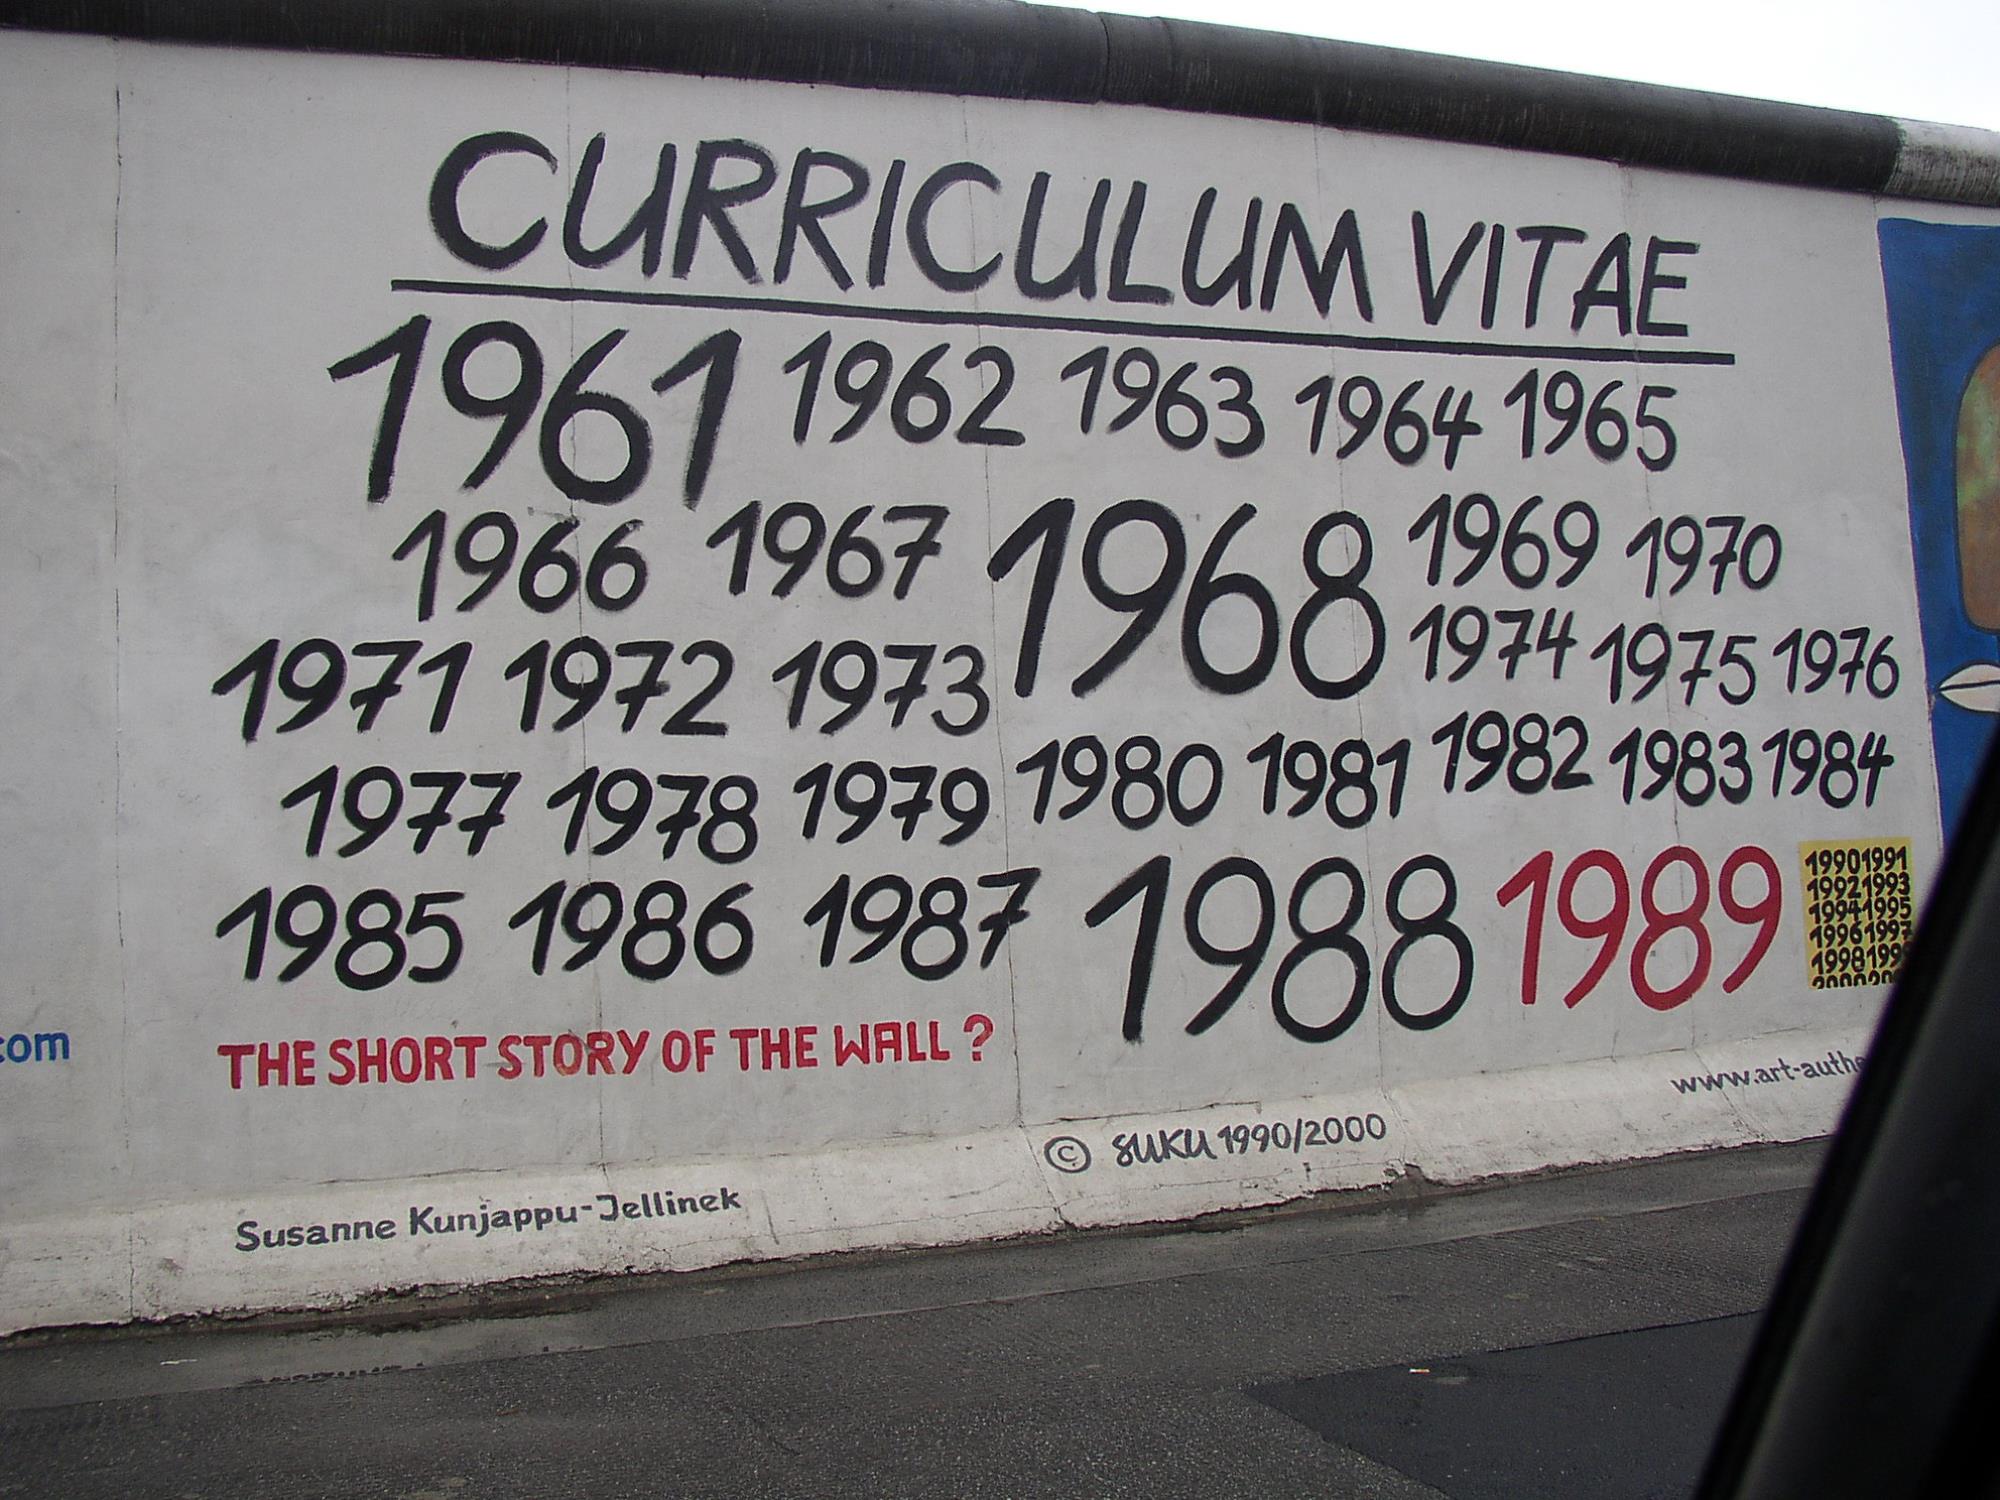 CURRICULUM VITAE
1961 1962 1963 1964 1965
1966 1967 1968 1969 1970
1971 1972 1973 1974 1975 1976
1977 1978 1979 1980 1981 1982 1983 1984
1985 1986 1987 1988 1989
19901991
19921993
19941995
19961997
1998
THE SHORT STORY OF THE WALL ?
com
www.art-authe
© SUKU 1990/2000
Susanne Kunjappu-Jellinek